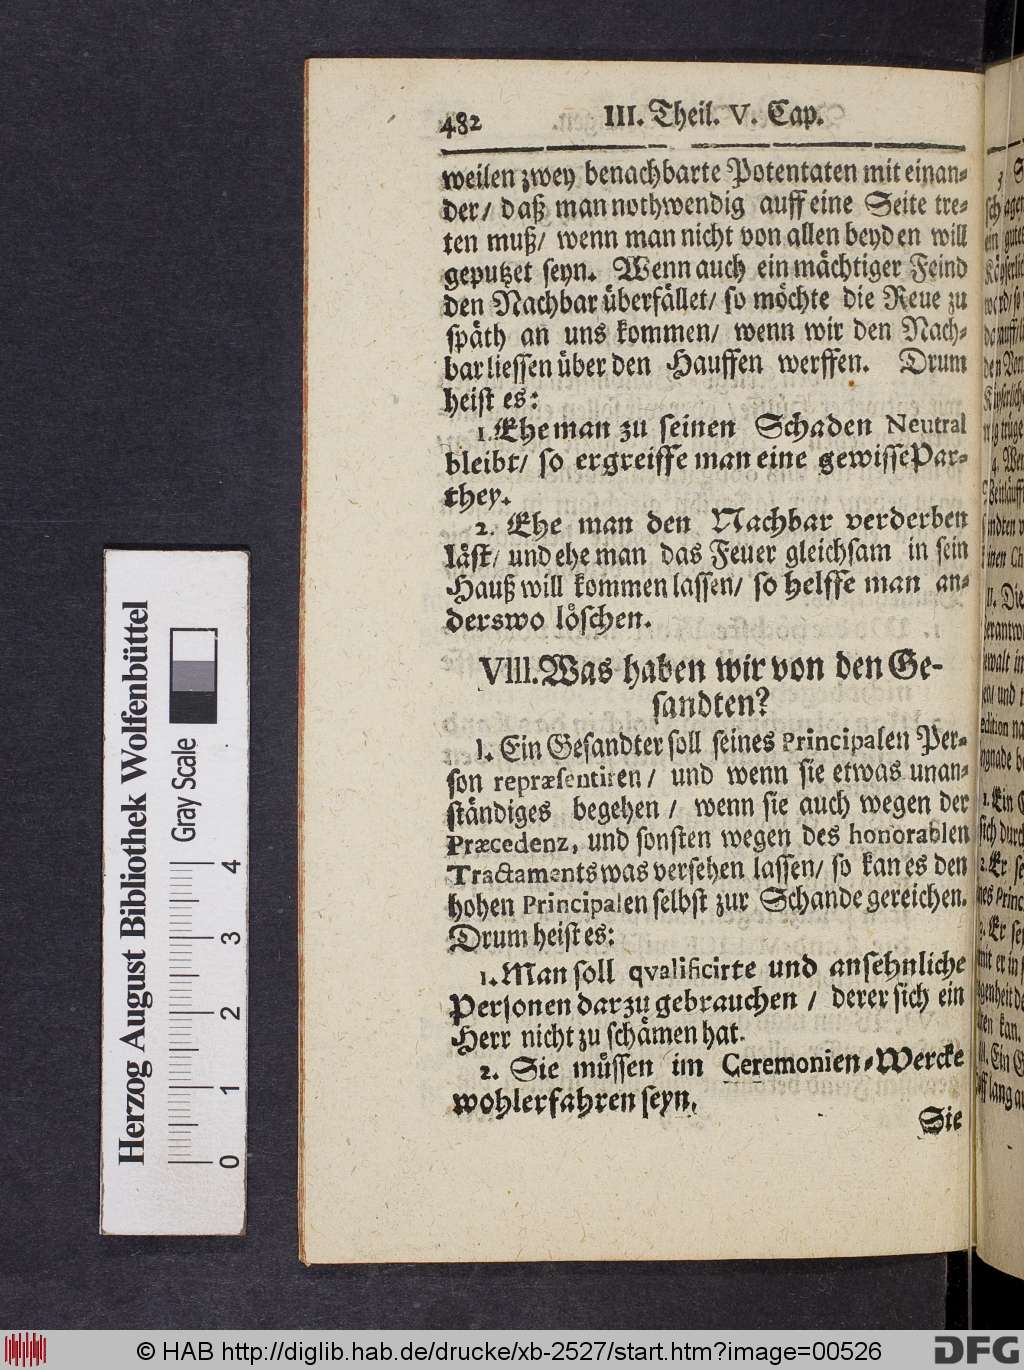 482 III. Theil. V. Cap.
weilen zwey benachbarte Potentaten mit einan-
der/ daß man nothwendig auff eine Seite tre-
ten muß/ wenn man nicht von allen beyden will
geputzet seyn. Wenn auch ein mächtiger Feind
den Nachbar überfället/ so möchte die Reue zu
späth an uns kommen/ wenn wir den Nach-
bar liessen über den Hauffen werffen. Drum
heist es:
1. Ehe man zu seinen Schaden Neutral
bleibt/ so ergreiffe man eine gewisse Par-
they.
2. Ehe man den Nachbar verderben
läst/ und ehe man das Feuer gleichsam in sein
Hauß will kommen lassen/ so helffe man an-
derswo löschen.
VIII. Was haben wir von den Ge-
sandten?
I. Ein Gesandter soll seines Principalen Per-
son repræsentiren/ und wenn sie etwas unan-
ständiges begehen/ wenn sie auch wegen der
Præcedenz, und sonsten wegen des honorablen
Tractaments was versehen lassen/ so kan es den
hohen Principalen selbst zur Schande gereichen.
Drum heist es:
1. Man soll qvalificirte und ansehnliche
Personen darzu gebrauchen/ derer sich ein
Herr nicht zu schämen hat.
2. Sie müssen im Ceremonien-Wercke
wohl erfahren seyn.
Sie
Herzog August Bibliothek Wolfenbüttel
Gray Scale
0 1 2 3 4
© HAB http://diglib.hab.de/drucke/xb-2527/start.htm?image=00526
DFG